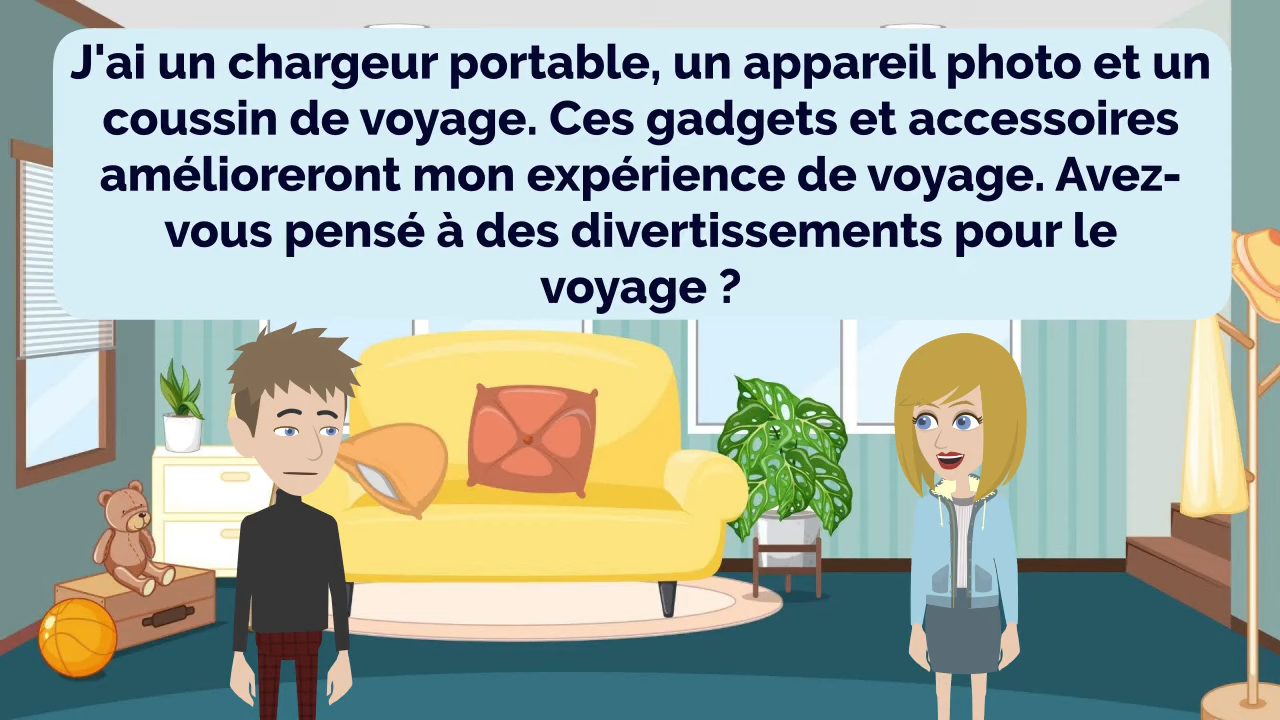 J'ai un chargeur portable, un appareil photo et un
coussin de voyage. Ces gadgets et accessoires
amélioreront mon expérience de voyage. Avez-
vous pensé à des divertissements pour le
voyage ?